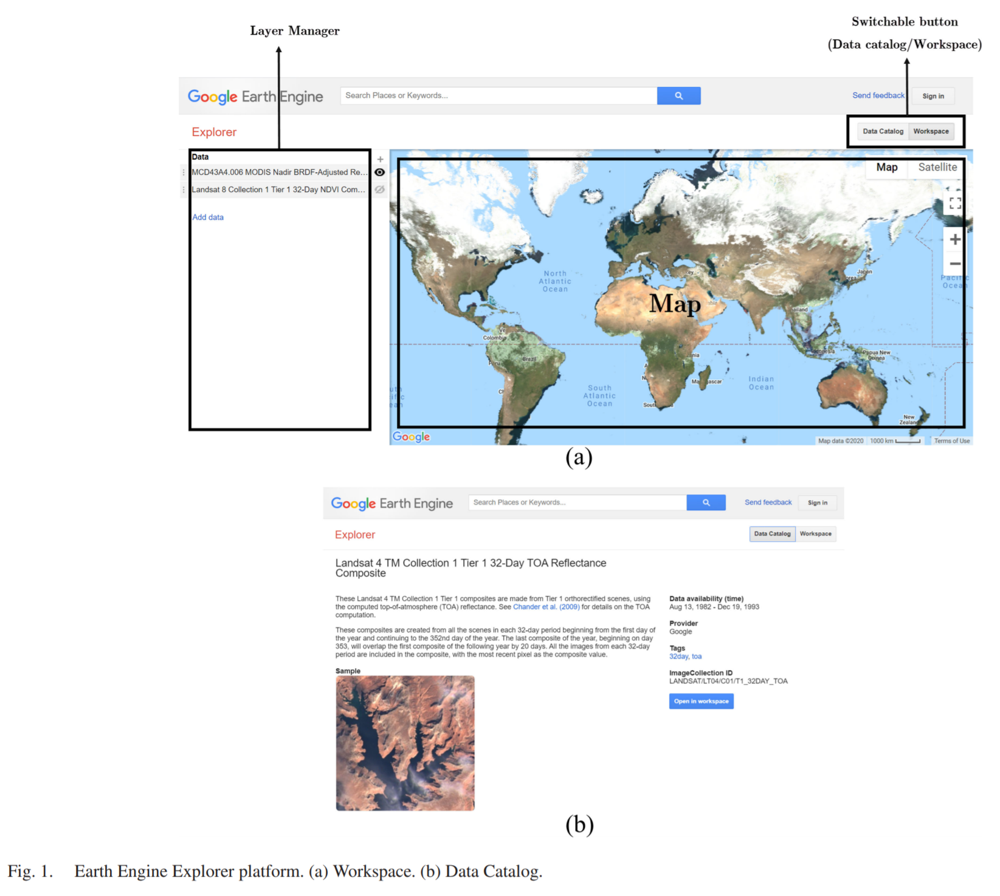 Layer Manager
Switchable button
(Data catalog/Workspace)
Google Earth Engine
Search Places or Keywords...
Send feedback
Sign in
Explorer
Data Catalog
Workspace
Data
+
MCD43A4.006 MODIS Nadir BRDF-Adjusted Re...
Landsat 8 Collection 1 Tier 1 32-Day NDVI Com...
Add data
Map
Satellite
+
−
North
Atlantic
Ocean
Japan
Map
Colombia
Brazil
Papua New
Guinea
Indian
Ocean
South
Atlantic
Ocean
New
Zealand
Google
Map data ©2020
1000 km
Terms of Use
(a)
Google Earth Engine
Search Places or Keywords...
Send feedback
Sign in
Explorer
Data Catalog
Workspace
Landsat 4 TM Collection 1 Tier 1 32-Day TOA Reflectance
Composite
These Landsat 4 TM Collection 1 Tier 1 composites are made from Tier 1 orthorectified scenes, using
the computed top-of-atmosphere (TOA) reflectance. See Chander et al. (2009) for details on the TOA
computation.
These composites are created from all the scenes in each 32-day period beginning from the first day of
the year and continuing to the 352nd day of the year. The last composite of the year, beginning on day
353, will overlap the first composite of the following year by 20 days. All the images from each 32-day
period are included in the composite, with the most recent pixel as the composite value.
Sample
Data availability (time)
Aug 13, 1982 - Dec 19, 1993
Provider
Google
Tags
32day, toa
ImageCollection ID
LANDSAT/LT04/C01/T1_32DAY_TOA
Open in workspace
(b)
Fig. 1. Earth Engine Explorer platform. (a) Workspace. (b) Data Catalog.